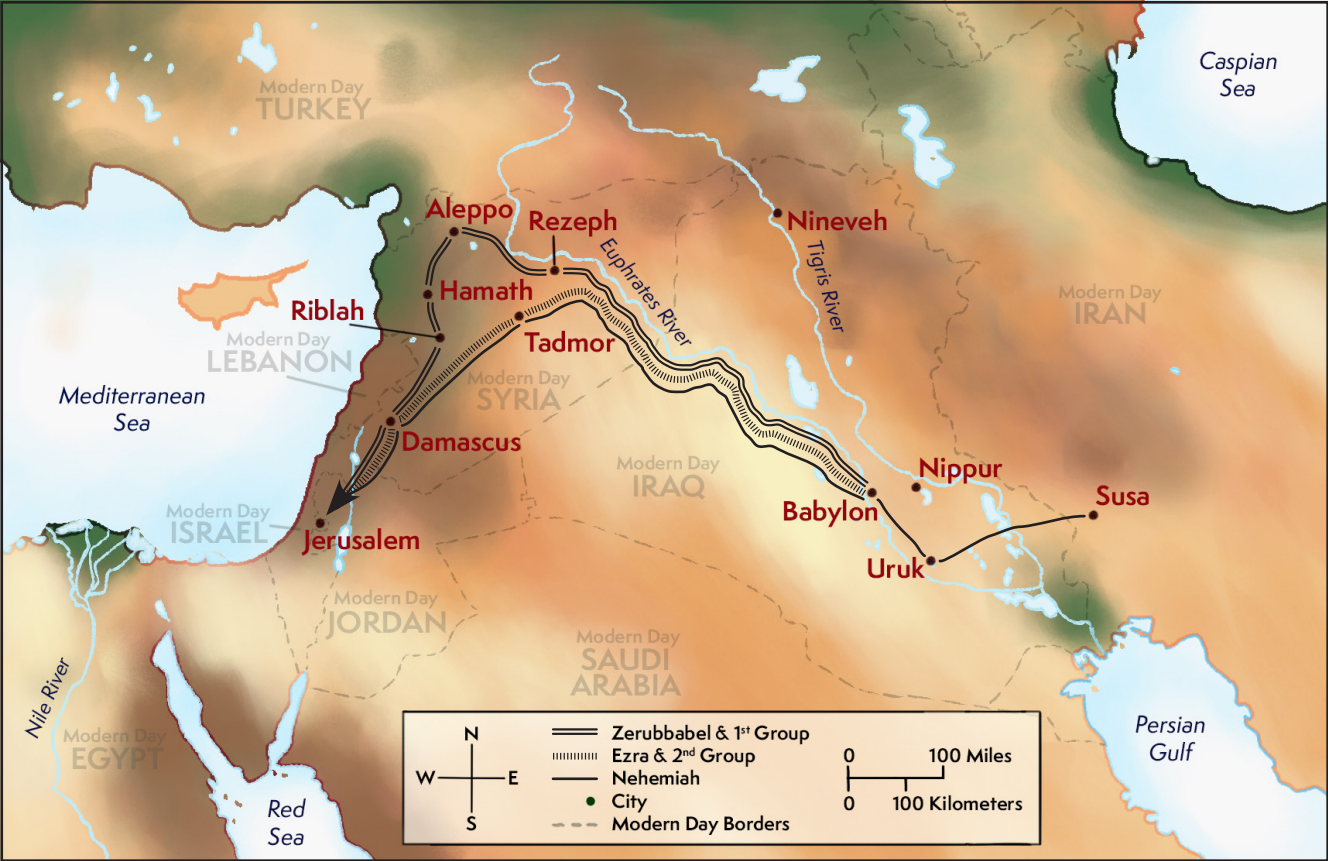 Caspian
Sea
Modern Day
TURKEY
Aleppo
Rezeph
Nineveh
Euphrates River
Tigris River
Hamath
Riblah
Modern Day
IRAN
Modern Day
LEBANON
Tadmor
Modern Day
SYRIA
Mediterranean
Sea
Damascus
Modern Day
IRAQ
Nippur
Susa
Babylon
Modern Day
ISRAEL
Jerusalem
Uruk
Modern Day
JORDAN
Modern Day
SAUDI
ARABIA
Nile River
Modern Day
EGYPT
Red
Sea
Persian
Gulf
N
W
E
S
Zerubbabel & 1st Group
Ezra & 2nd Group
Nehemiah
City
Modern Day Borders
0 100 Miles
0 100 Kilometers